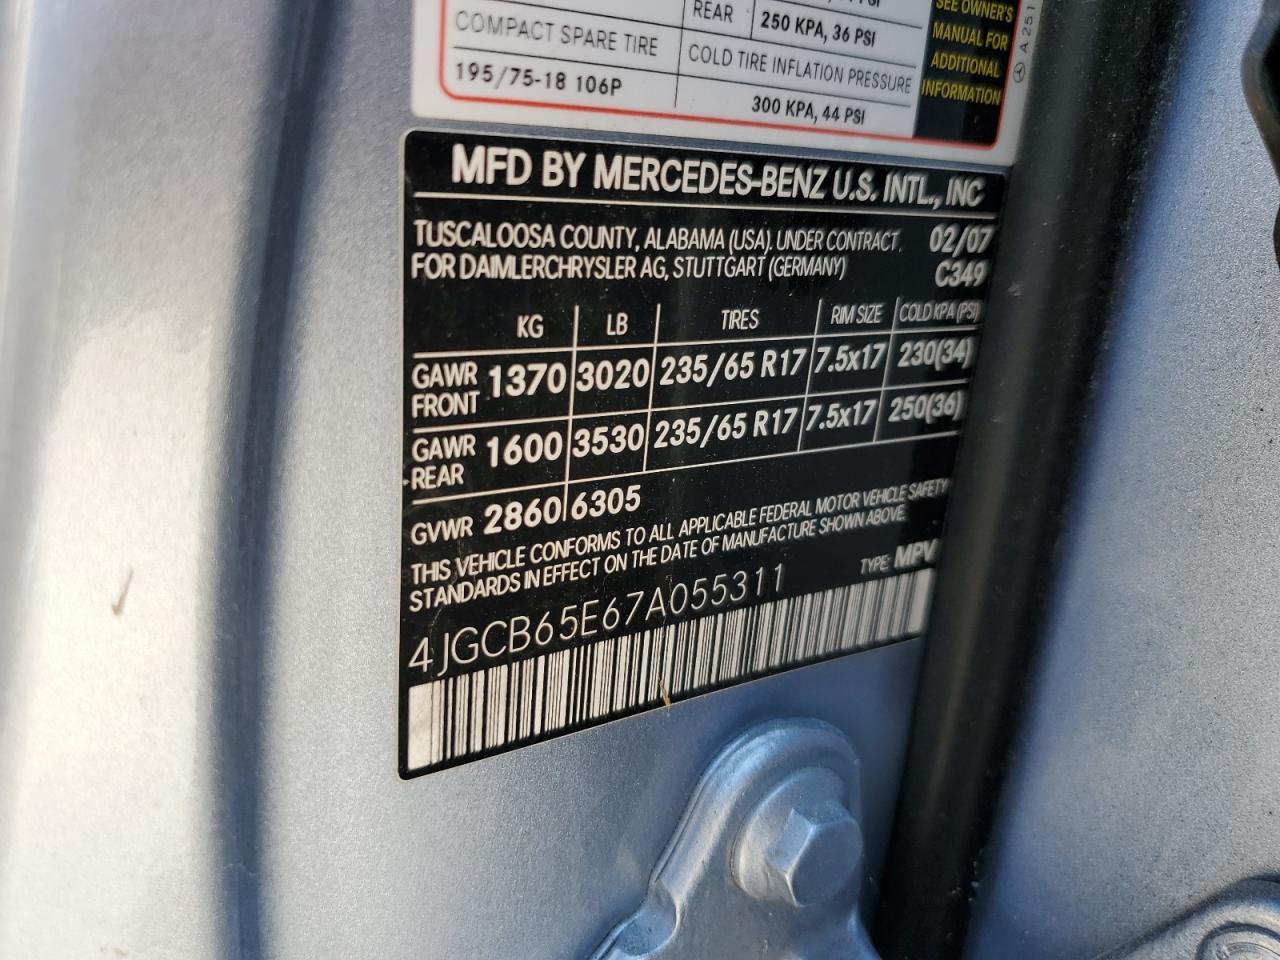 REAR 250 KPA, 36 PSI
COMPACT SPARE TIRE COLD TIRE INFLATION PRESSURE
195/75-18 106P 300 KPA, 44 PSI
SEE OWNER'S
MANUAL FOR
ADDITIONAL
INFORMATION
A 251
MFD BY MERCEDES-BENZ U.S. INTL., INC
TUSCALOOSA COUNTY, ALABAMA (USA). UNDER CONTRACT. 02/07
FOR DAIMLERCHRYSLER AG, STUTTGART (GERMANY) C349
KG LB TIRES RIM SIZE COLD KPA (PSI)
GAWR FRONT 1370 3020 235/65 R17 7.5x17 230(34)
GAWR REAR 1600 3530 235/65 R17 7.5x17 250(36)
GVWR 2860 6305
THIS VEHICLE CONFORMS TO ALL APPLICABLE FEDERAL MOTOR VEHICLE SAFETY
STANDARDS IN EFFECT ON THE DATE OF MANUFACTURE SHOWN ABOVE.
TYPE: MPV
4JGCB65E67A055311